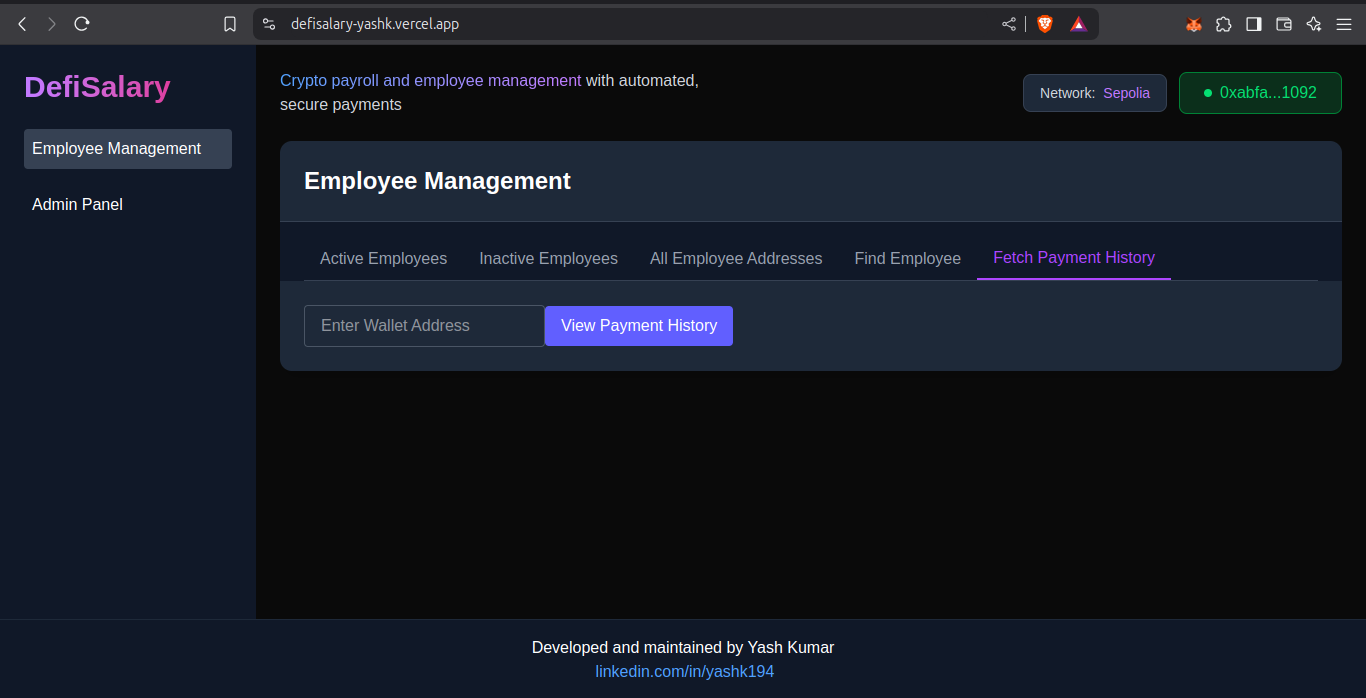 defisalary-yashk.vercel.app
DefiSalary
Employee Management
Admin Panel
Crypto payroll and employee management with automated,
secure payments
Network: Sepolia
0xabfa...1092
Employee Management
Active Employees
Inactive Employees
All Employee Addresses
Find Employee
Fetch Payment History
Enter Wallet Address
View Payment History
Developed and maintained by Yash Kumar
linkedin.com/in/yashk194